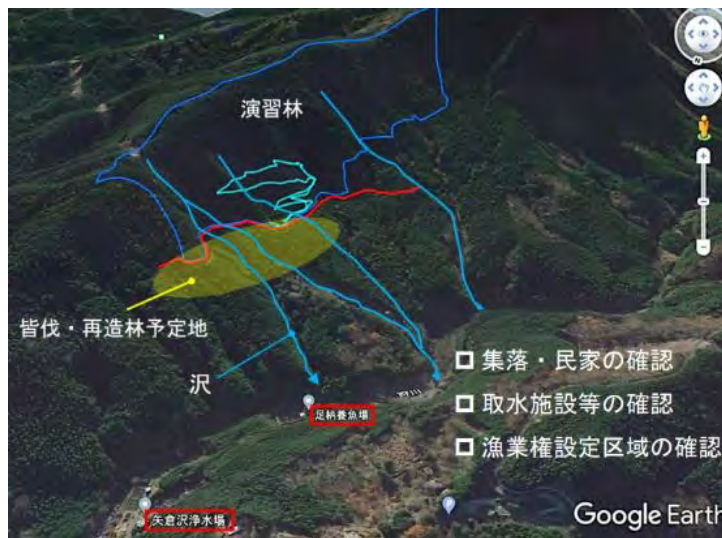 演習林
皆伐・再造林予定地
沢
集落・民家の確認
取水施設等の確認
漁業権設定区域の確認
足柄養魚場
矢倉沢浄水場
Google Earth